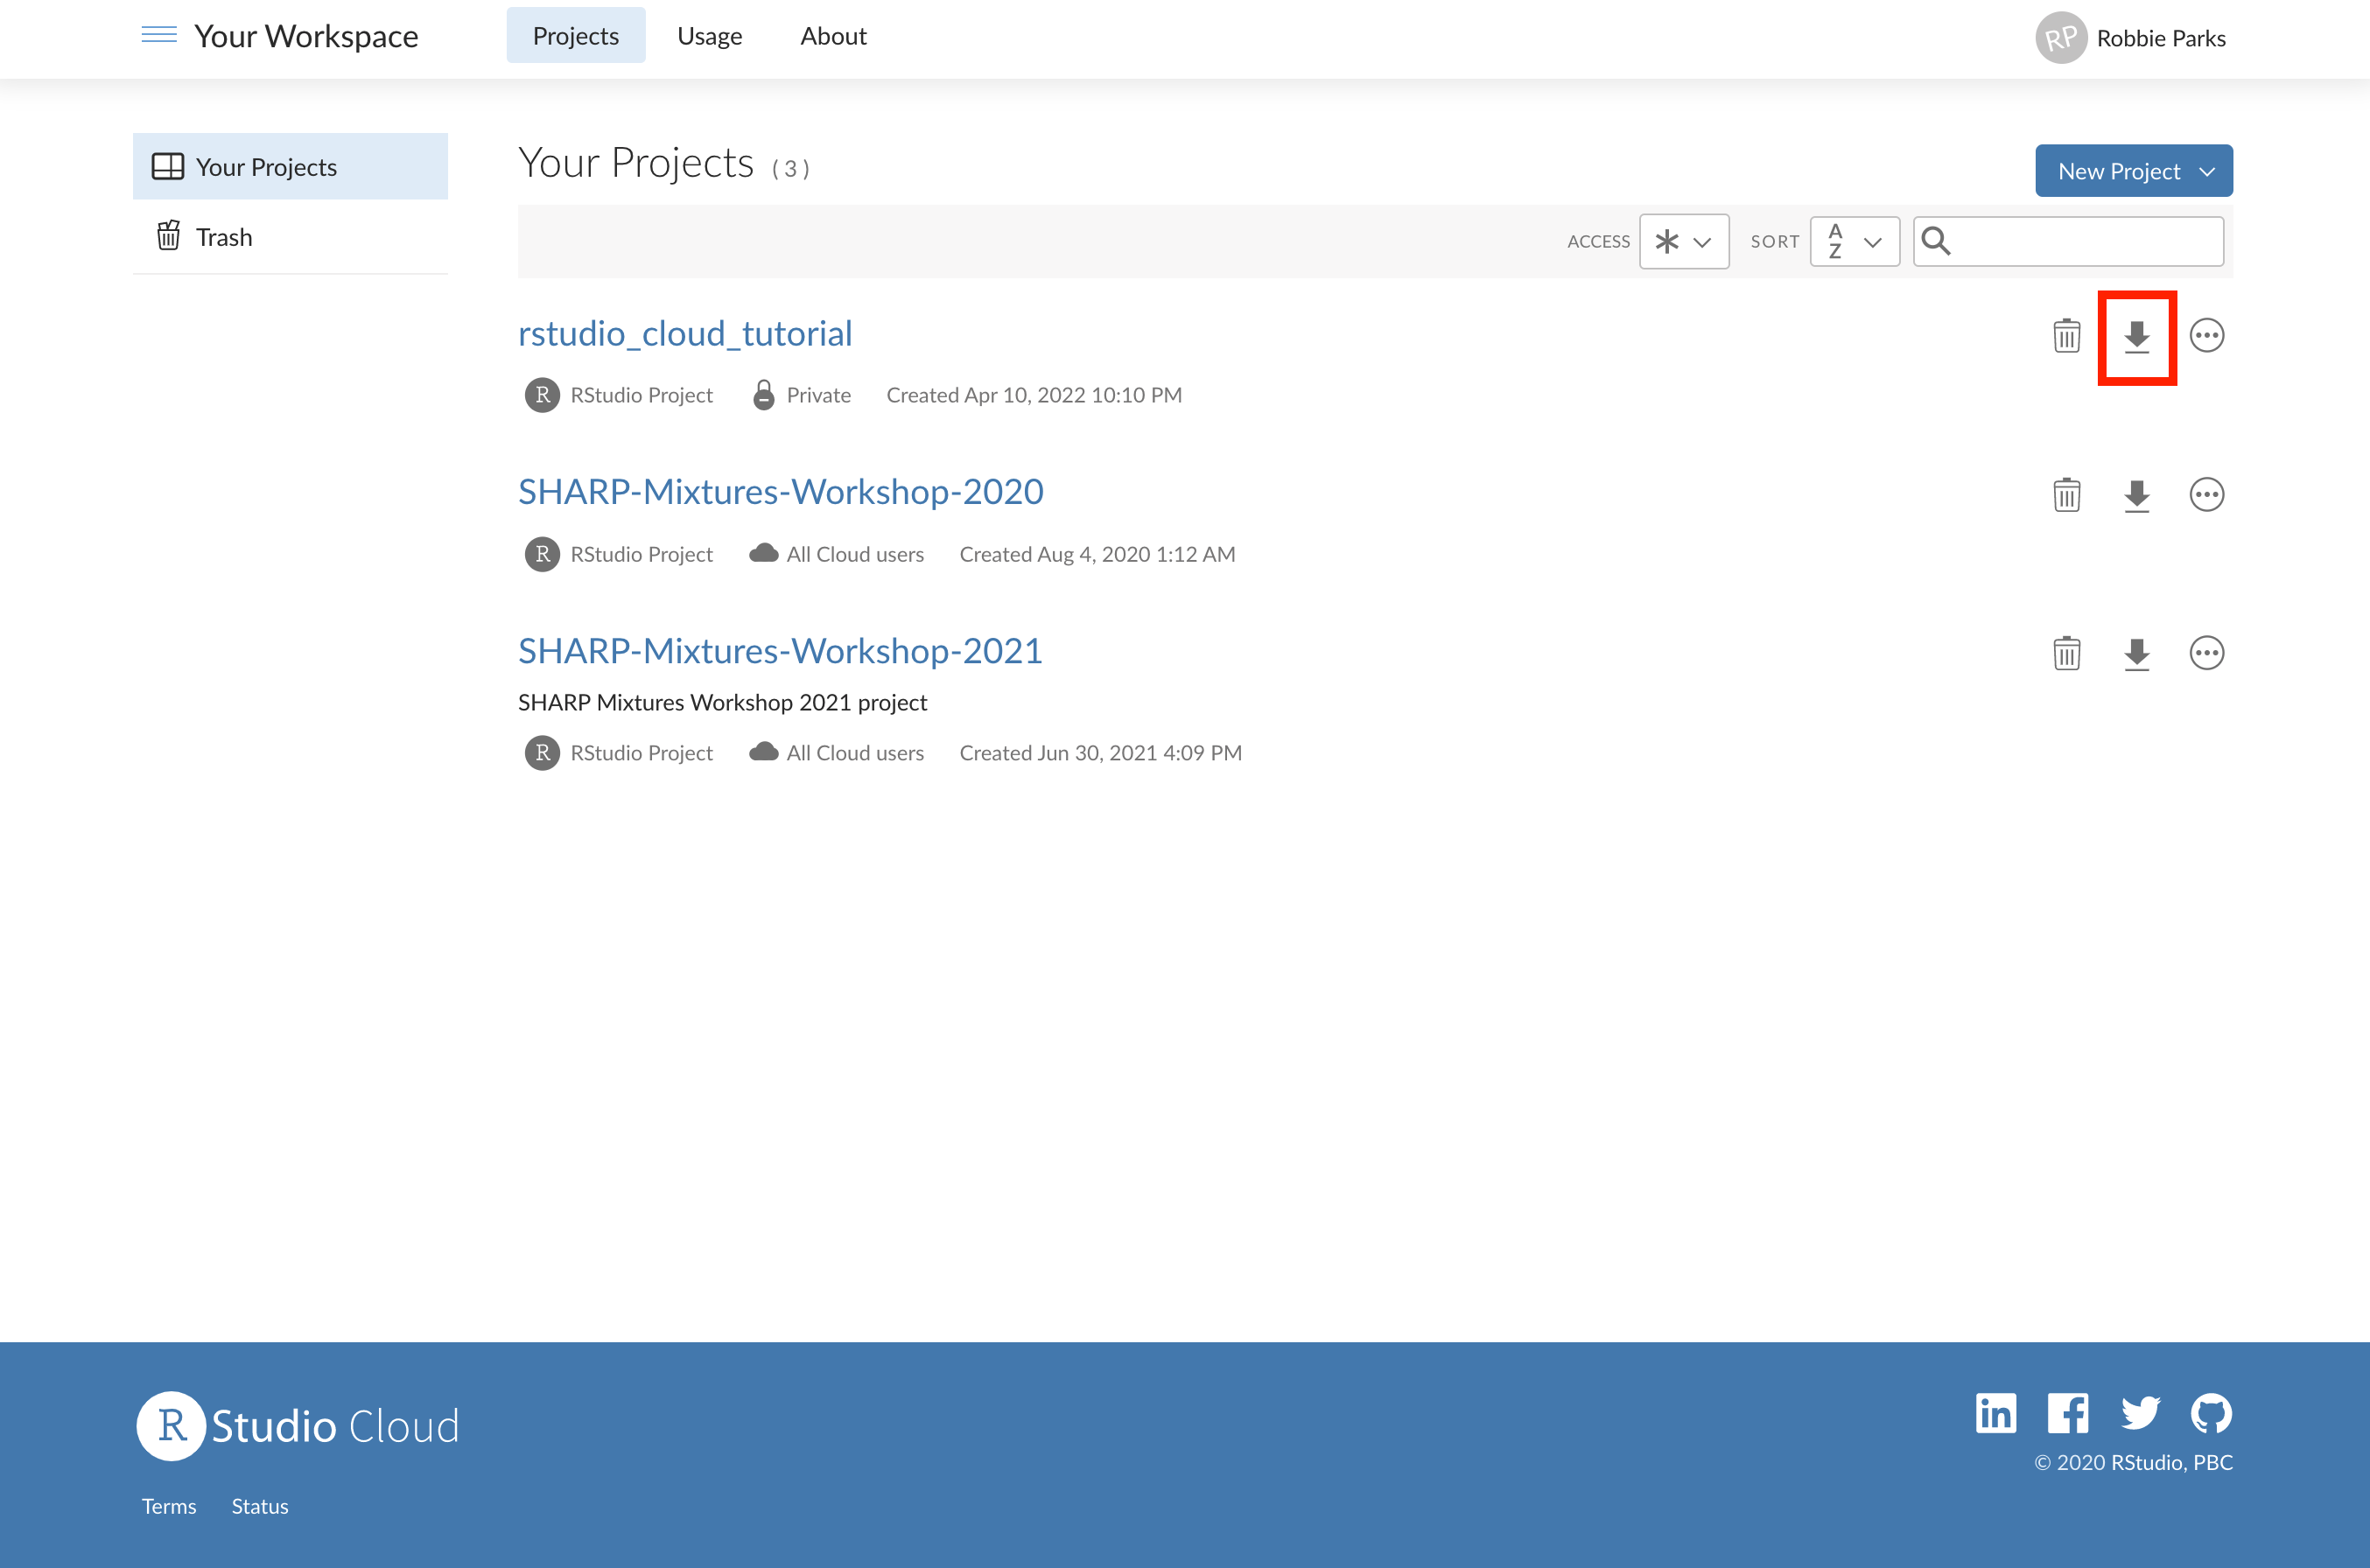 Your Workspace Projects Usage About RP Robbie Parks
Your Projects
Trash
Your Projects (3) New Project
ACCESS * SORT A Z
rstudio_cloud_tutorial
R RStudio Project Private Created Apr 10, 2022 10:10 PM
SHARP-Mixtures-Workshop-2020
R RStudio Project All Cloud users Created Aug 4, 2020 1:12 AM
SHARP-Mixtures-Workshop-2021
SHARP Mixtures Workshop 2021 project
R RStudio Project All Cloud users Created Jun 30, 2021 4:09 PM
R Studio Cloud in f
© 2020 RStudio, PBC
Terms Status